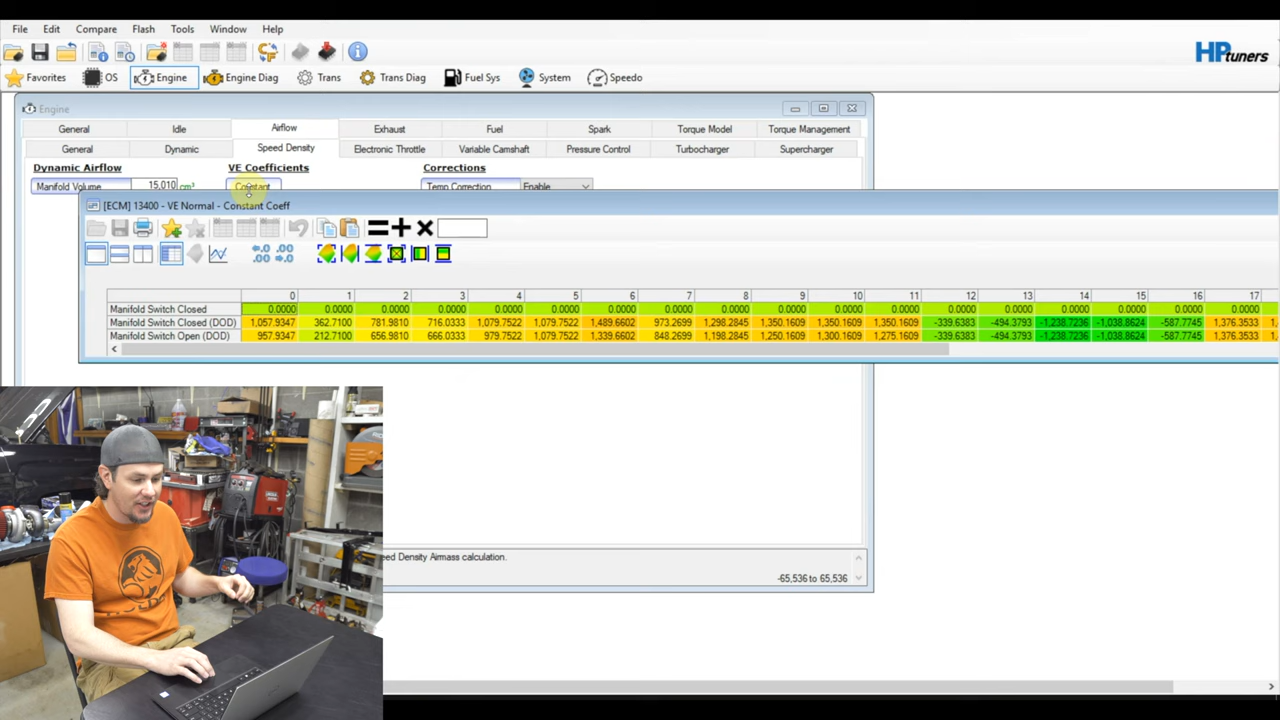 File Edit Compare Flash Tools Window Help
HPtuners
Favorites OS Engine Engine Diag Trans Trans Diag Fuel Sys System Speedo
Engine
General Idle Airflow Exhaust Fuel Spark Torque Model Torque Management
General Dynamic Speed Density Electronic Throttle Variable Camshaft Pressure Control Turbocharger Supercharger
Dynamic Airflow VE Coefficients Corrections
Manifold Volume 15,010 cm³ Constant Temp Correction Enable
[ECM] 13400 - VE Normal - Constant Coeff
0 1 2 3 4 5 6 7 8 9 10 11 12 13 14 15 16 17
Manifold Switch Closed 0.0000 0.0000 0.0000 0.0000 0.0000 0.0000 0.0000 0.0000 0.0000 0.0000 0.0000 0.0000 0.0000 0.0000 0.0000 0.0000 0.0000 0.0000
Manifold Switch Closed (DOD) 1,057.9347 362.7100 781.9810 716.0333 1,079.7522 1,079.7522 1,489.6602 973.2699 1,298.2845 1,350.1609 1,350.1609 1,350.1609 -339.6383 -494.3793 -1,238.7236 -1,038.8624 -587.7745 1,376.3533
Manifold Switch Open (DOD) 957.9347 212.7100 656.9810 666.0333 979.7522 1,079.7522 1,339.6602 848.2699 1,198.2845 1,250.1609 1,300.1609 1,275.1609 -339.6383 -494.3793 -1,238.7236 -1,038.8624 -587.7745 1,376.3533
eed Density Airmass calculation.
-65,536 to 65,536